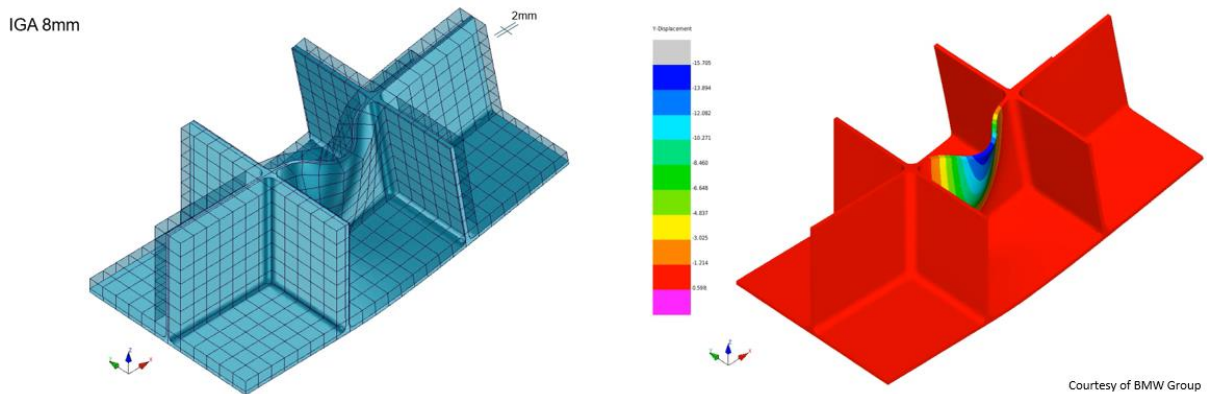 IGA 8mm
2mm
Y-Displacement
-15.705
-13.894
-12.082
-10.271
-8.460
-6.648
-4.837
-3.025
-1.214
0.598
Z
Courtesy of BMW Group